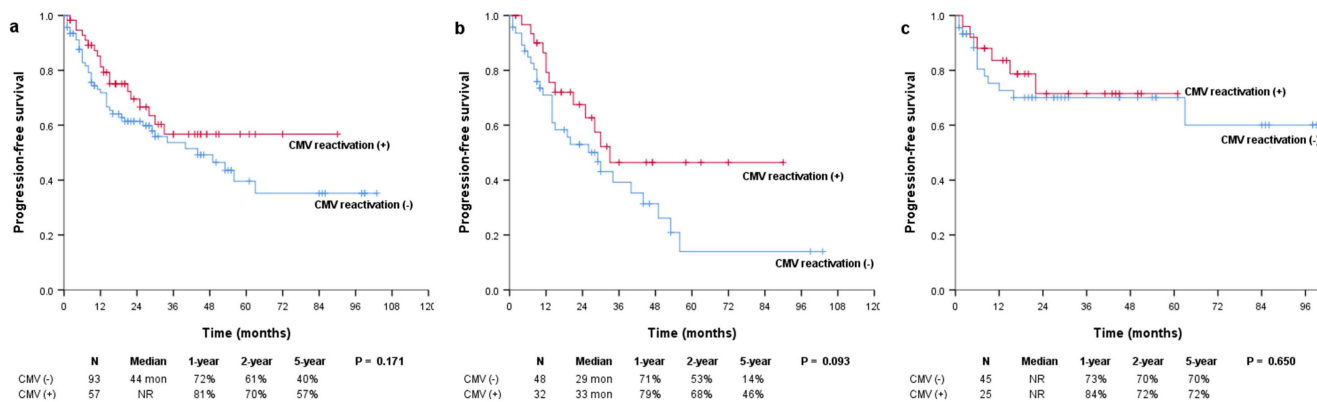 a
Progression-free survival
1.0
0.8
0.6
0.4
0.2
0.0
CMV reactivation (+)
CMV reactivation (-)
0 12 24 36 48 60 72 84 96 108 120
Time (months)
N Median 1-year 2-year 5-year P = 0.171
CMV (-) 93 44 mon 72% 61% 40%
CMV (+) 57 NR 81% 70% 57%
b
Progression-free survival
1.0
0.8
0.6
0.4
0.2
0.0
CMV reactivation (+)
CMV reactivation (-)
0 12 24 36 48 60 72 84 96 108 120
Time (months)
N Median 1-year 2-year 5-year P = 0.093
CMV (-) 48 29 mon 71% 53% 14%
CMV (+) 32 33 mon 79% 68% 46%
c
Progression-free survival
1.0
0.8
0.6
0.4
0.2
0.0
CMV reactivation (+)
CMV reactivation (-)
0 12 24 36 48 60 72 84 96
Time (months)
N Median 1-year 2-year 5-year P = 0.650
CMV (-) 45 NR 73% 70% 70%
CMV (+) 25 NR 84% 72% 72%